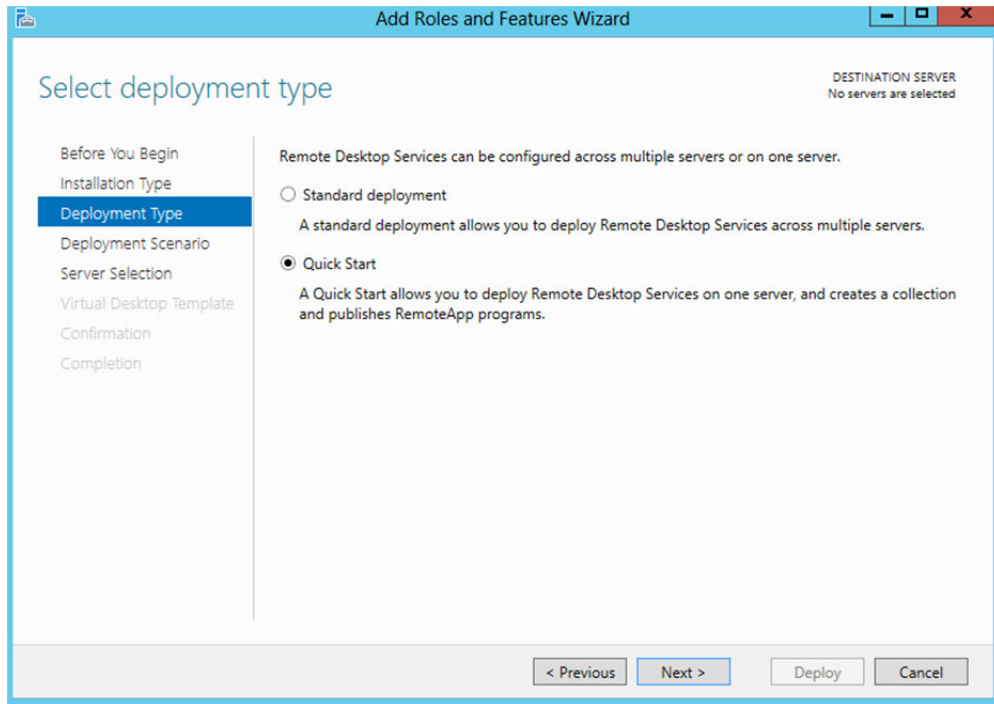 Add Roles and Features Wizard
Select deployment type
DESTINATION SERVER
No servers are selected
Before You Begin
Installation Type
Deployment Type
Deployment Scenario
Server Selection
Virtual Desktop Template
Confirmation
Completion
Remote Desktop Services can be configured across multiple servers or on one server.
Standard deployment
A standard deployment allows you to deploy Remote Desktop Services across multiple servers.
Quick Start
A Quick Start allows you to deploy Remote Desktop Services on one server, and creates a collection
and publishes RemoteApp programs.
< Previous
Next >
Deploy
Cancel